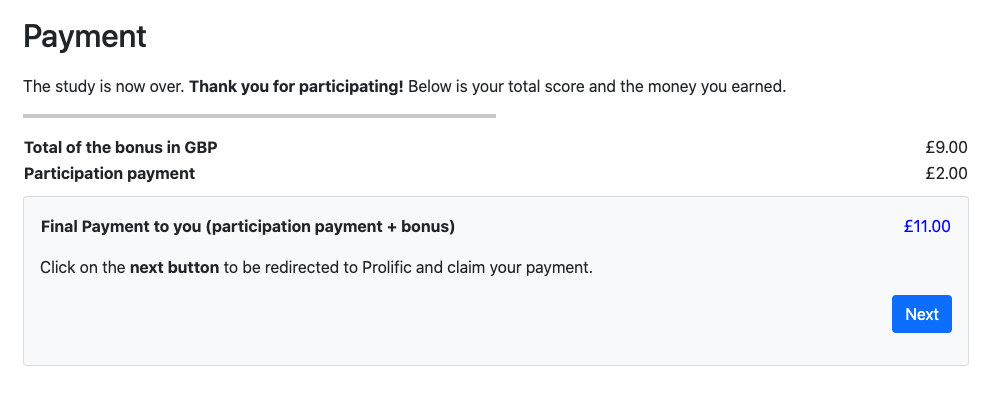 Payment
The study is now over. Thank you for participating! Below is your total score and the money you earned.
Total of the bonus in GBP £9.00
Participation payment £2.00
Final Payment to you (participation payment + bonus) £11.00
Click on the next button to be redirected to Prolific and claim your payment.
Next